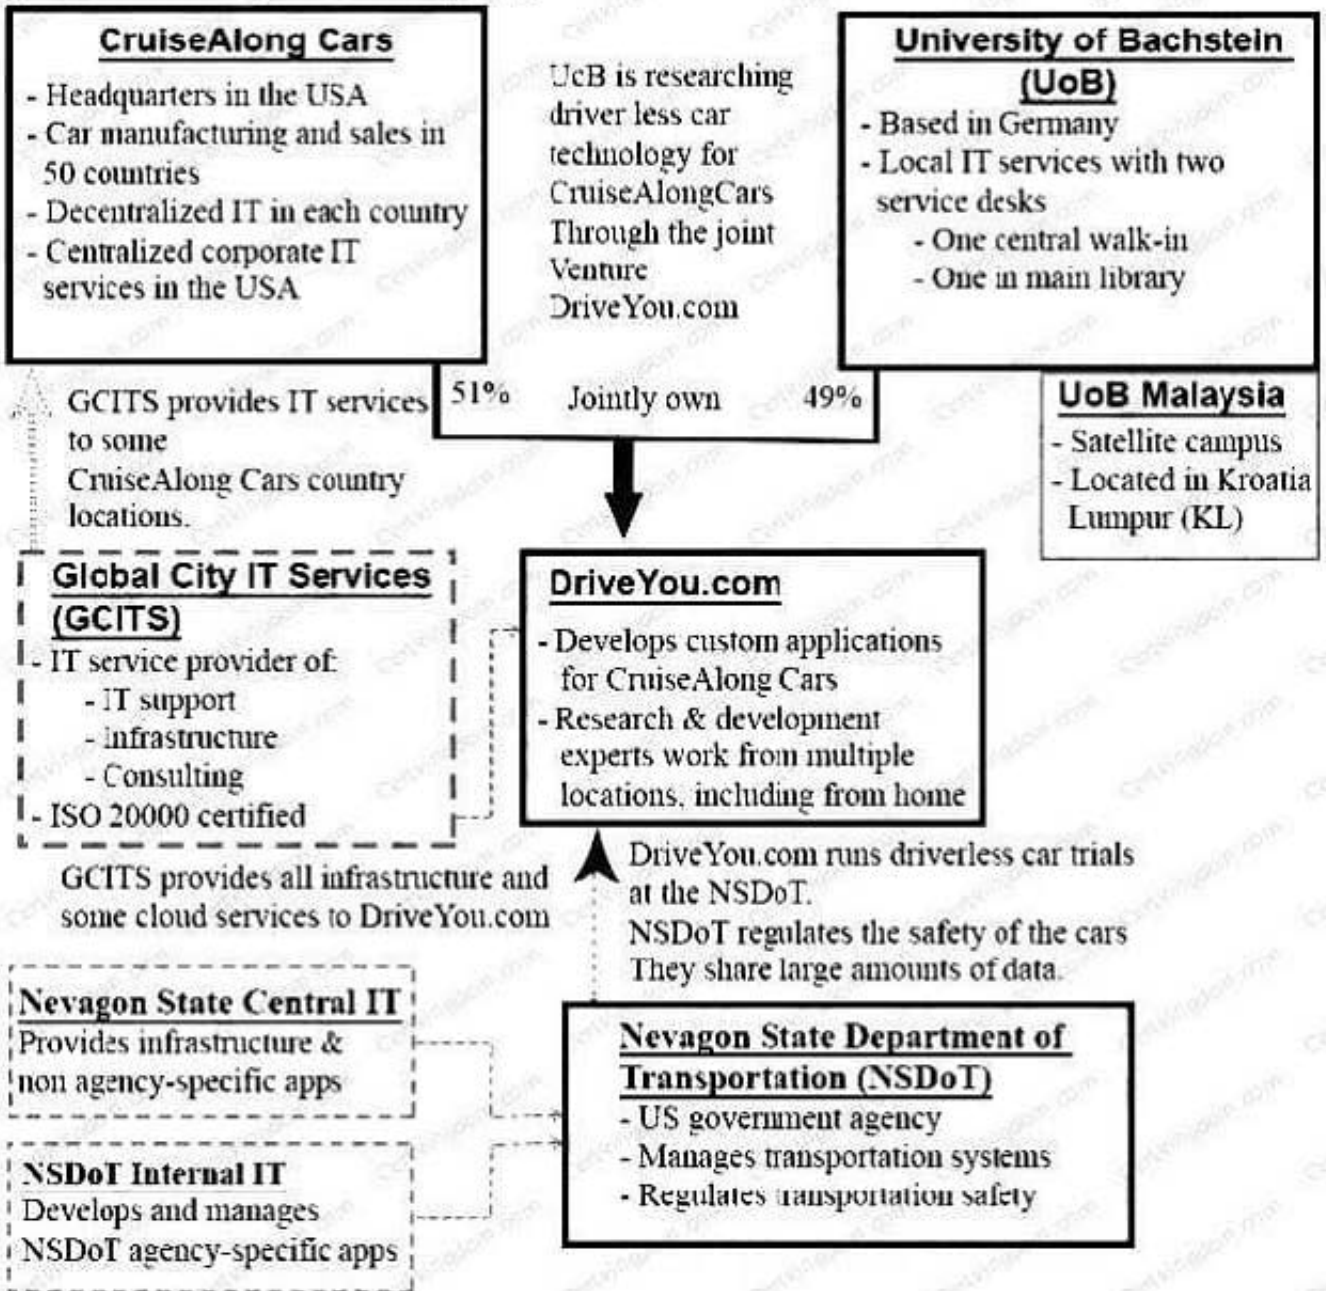 CruiseAlong Cars
- Headquarters in the USA
- Car manufacturing and sales in
50 countries
- Decentralized IT in each country
- Centralized corporate IT
services in the USA
UcB is researching
driver less car
technology for
CruiseAlongCars
Through the joint
Venture
DriveYou.com
University of Bachstein
(UoB)
- Based in Germany
- Local IT services with two
service desks
- One central walk-in
- One in main library
51% Jointly own 49%
UoB Malaysia
- Satellite campus
- Located in Kroatia
Lumpur (KL)
GCITS provides IT services
to some
CruiseAlong Cars country
locations.
Global City IT Services
(GCITS)
- IT service provider of:
- IT support
- Infrastructure
- Consulting
- ISO 20000 certified
DriveYou.com
- Develops custom applications
for CruiseAlong Cars
- Research & development
experts work from multiple
locations, including from home
GCITS provides all infrastructure and
some cloud services to DriveYou.com
DriveYou.com runs driverless car trials
at the NSDoT.
NSDoT regulates the safety of the cars
They share large amounts of data.
Nevagon State Central IT
Provides infrastructure &
non agency-specific apps
NSDoT Internal IT
Develops and manages
NSDoT agency-specific apps
Nevagon State Department of
Transportation (NSDoT)
- US government agency
- Manages transportation systems
- Regulates transportation safety